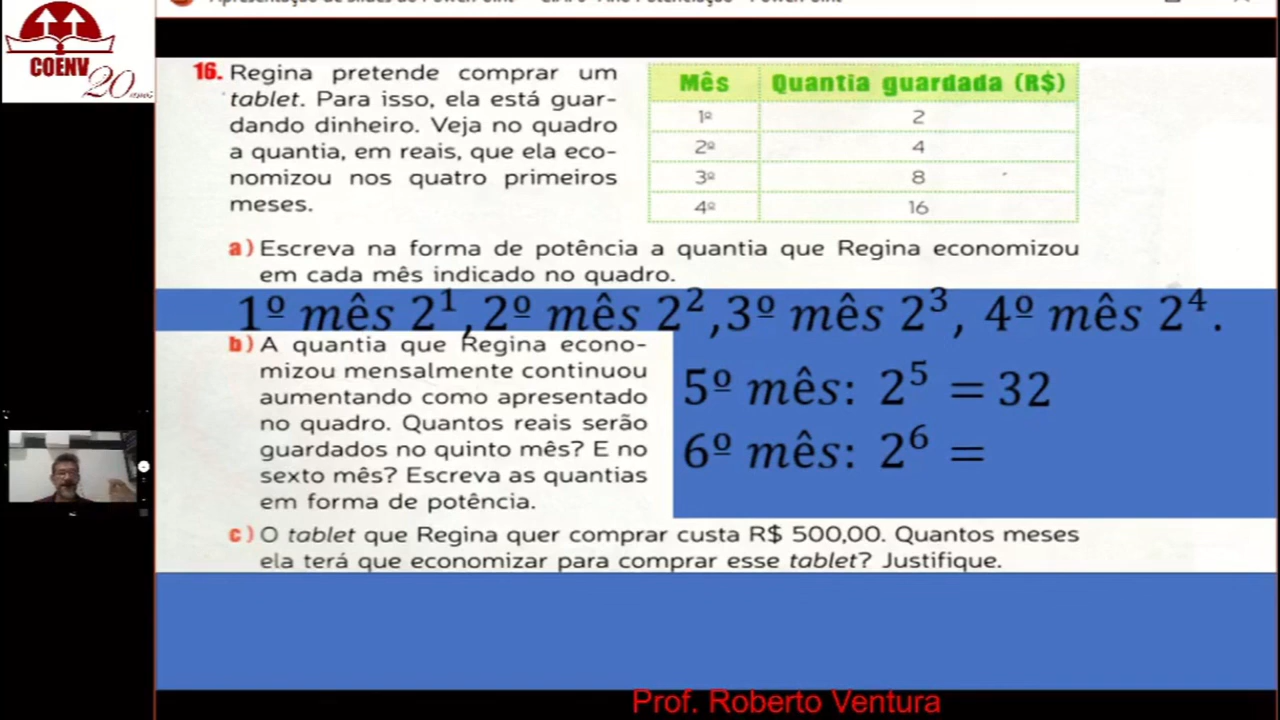 COENV
20 anos
16. Regina pretende comprar um
tablet. Para isso, ela está guar-
dando dinheiro. Veja no quadro
a quantia, em reais, que ela eco-
nomizou nos quatro primeiros
meses.
Mês Quantia guardada (R$)
1º 2
2º 4
3º 8
4º 16
a) Escreva na forma de potência a quantia que Regina economizou
em cada mês indicado no quadro.
1º mês 2¹, 2º mês 2², 3º mês 2³, 4º mês 2⁴.
b) A quantia que Regina econo-
mizou mensalmente continuou
aumentando como apresentado
no quadro. Quantos reais serão
guardados no quinto mês? E no
sexto mês? Escreva as quantias
em forma de potência.
5º mês: 2⁵ = 32
6º mês: 2⁶ =
c) O tablet que Regina quer comprar custa R$ 500,00. Quantos meses
ela terá que economizar para comprar esse tablet? Justifique.
Prof. Roberto Ventura